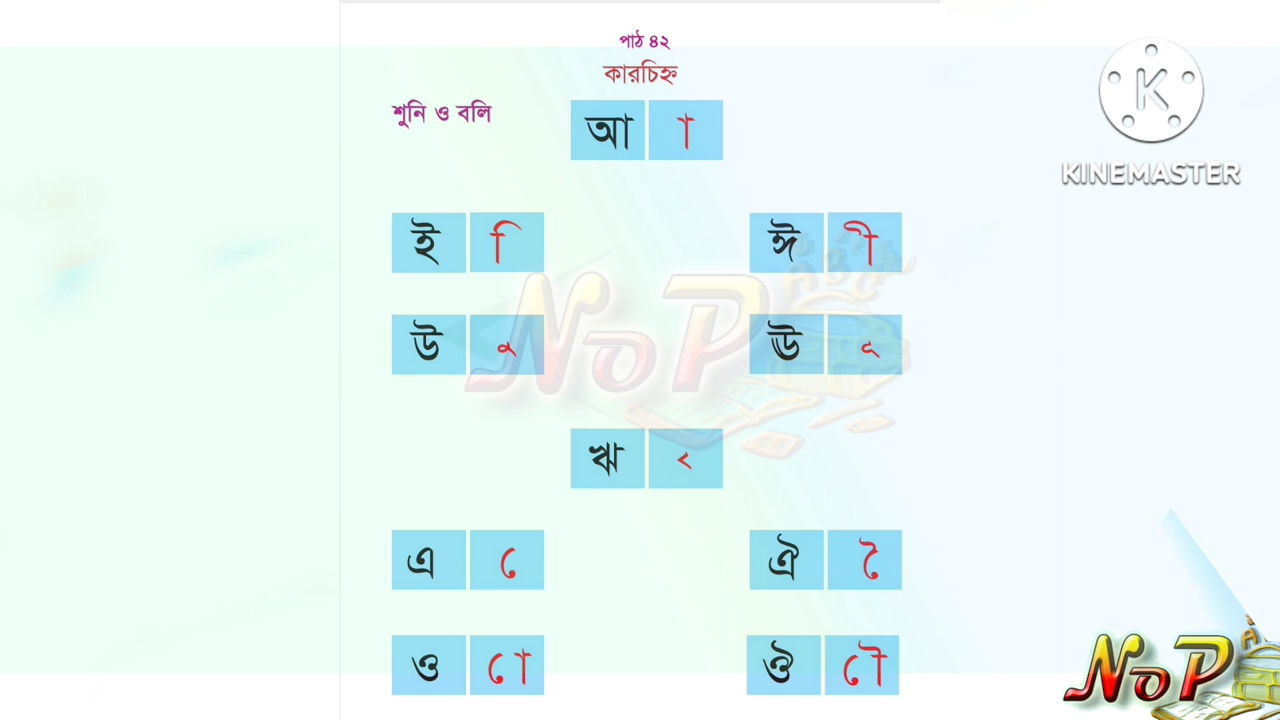 পাঠ ৪২
কারচিহ্ন
শুনি ও বলি
আ া
ই ি
ঈ ী
উ ু
ঊ ূ
ঋ ৃ
এ ে
ঐ ৈ
ও ো
ঔ ৌ
K
KINEMASTER
NoP
NoP